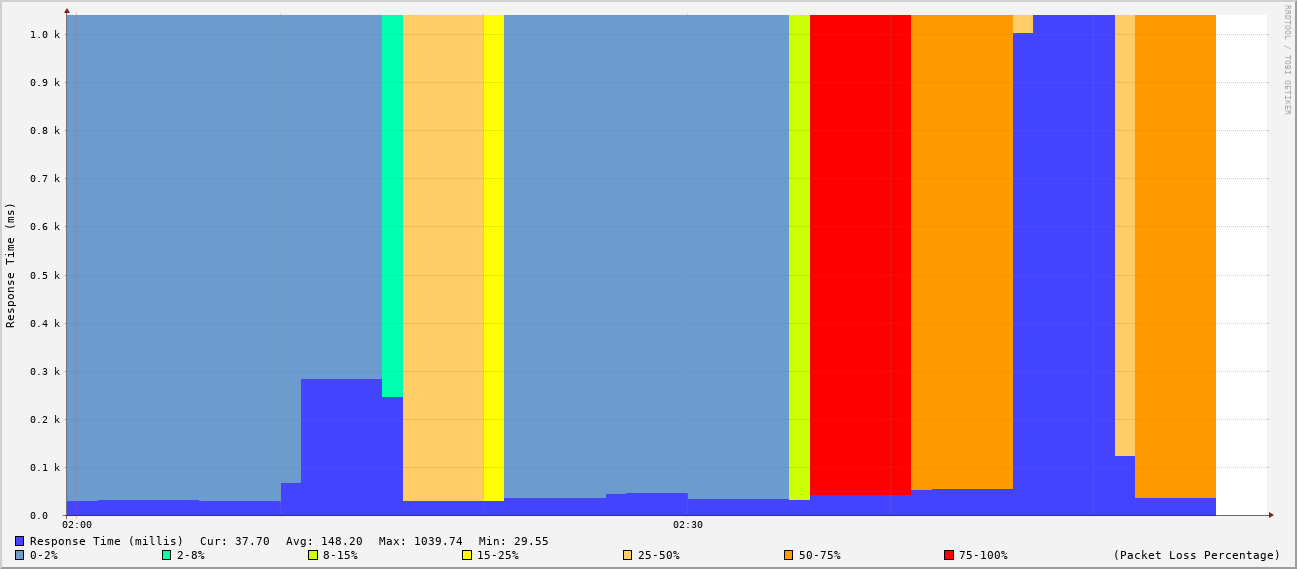 RRDTOOL / TOBI OETIKER
Response Time (ms)
1.0 k
0.9 k
0.8 k
0.7 k
0.6 k
0.5 k
0.4 k
0.3 k
0.2 k
0.1 k
0.0
02:00 02:30
Response Time (millis) Cur: 37.70 Avg: 148.20 Max: 1039.74 Min: 29.55
0-2% 2-8% 8-15% 15-25% 25-50% 50-75% 75-100% (Packet Loss Percentage)